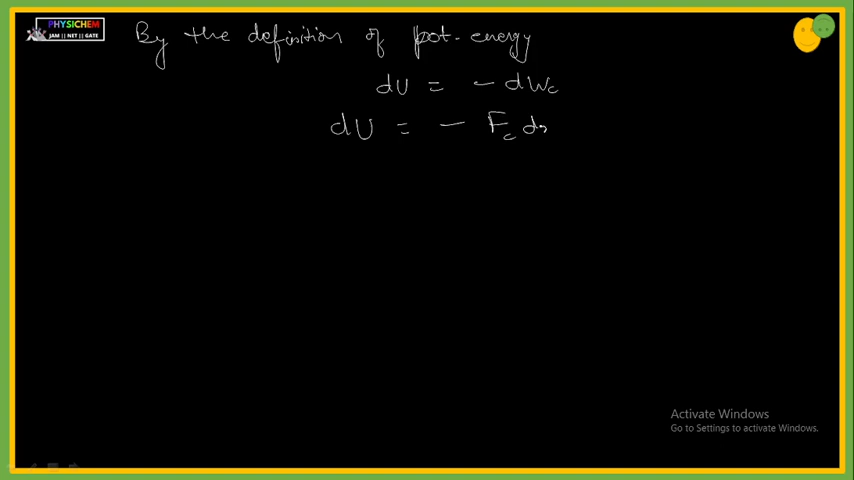 PHYSICHEM
JAM || NET || GATE
By the definition of pot. energy
dU = - dWc
dU = - Fc
Activate Windows
Go to Settings to activate Windows.